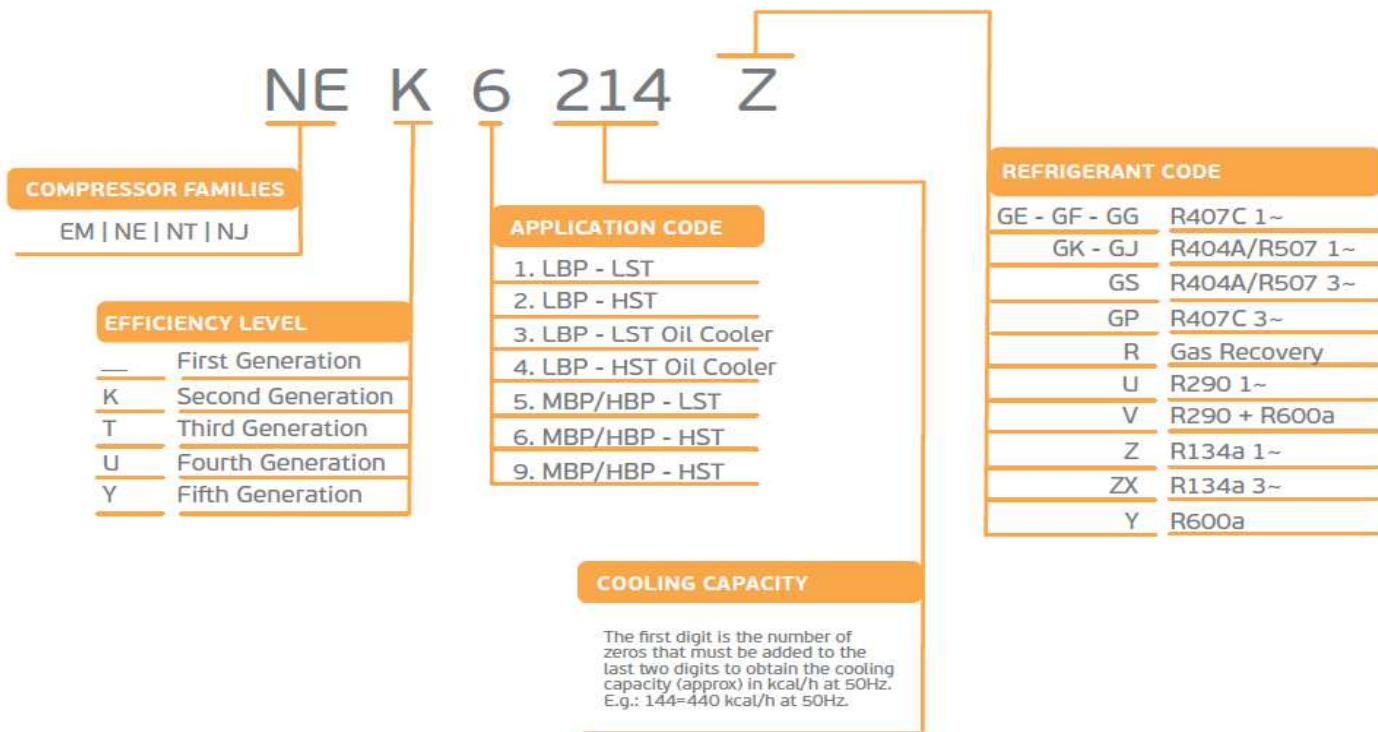 NE K 6 214 Z
COMPRESSOR FAMILIES
EM | NE | NT | NJ
EFFICIENCY LEVEL
__ First Generation
K Second Generation
T Third Generation
U Fourth Generation
Y Fifth Generation
APPLICATION CODE
1. LBP - LST
2. LBP - HST
3. LBP - LST Oil Cooler
4. LBP - HST Oil Cooler
5. MBP/HBP - LST
6. MBP/HBP - HST
9. MBP/HBP - HST
COOLING CAPACITY
The first digit is the number of
zeros that must be added to the
last two digits to obtain the cooling
capacity (approx) in kcal/h at 50Hz.
E.g.: 144=440 kcal/h at 50Hz.
REFRIGERANT CODE
GE - GF - GG R407C 1~
GK - GJ R404A/R507 1~
GS R404A/R507 3~
GP R407C 3~
R Gas Recovery
U R290 1~
V R290 + R600a
Z R134a 1~
ZX R134a 3~
Y R600a